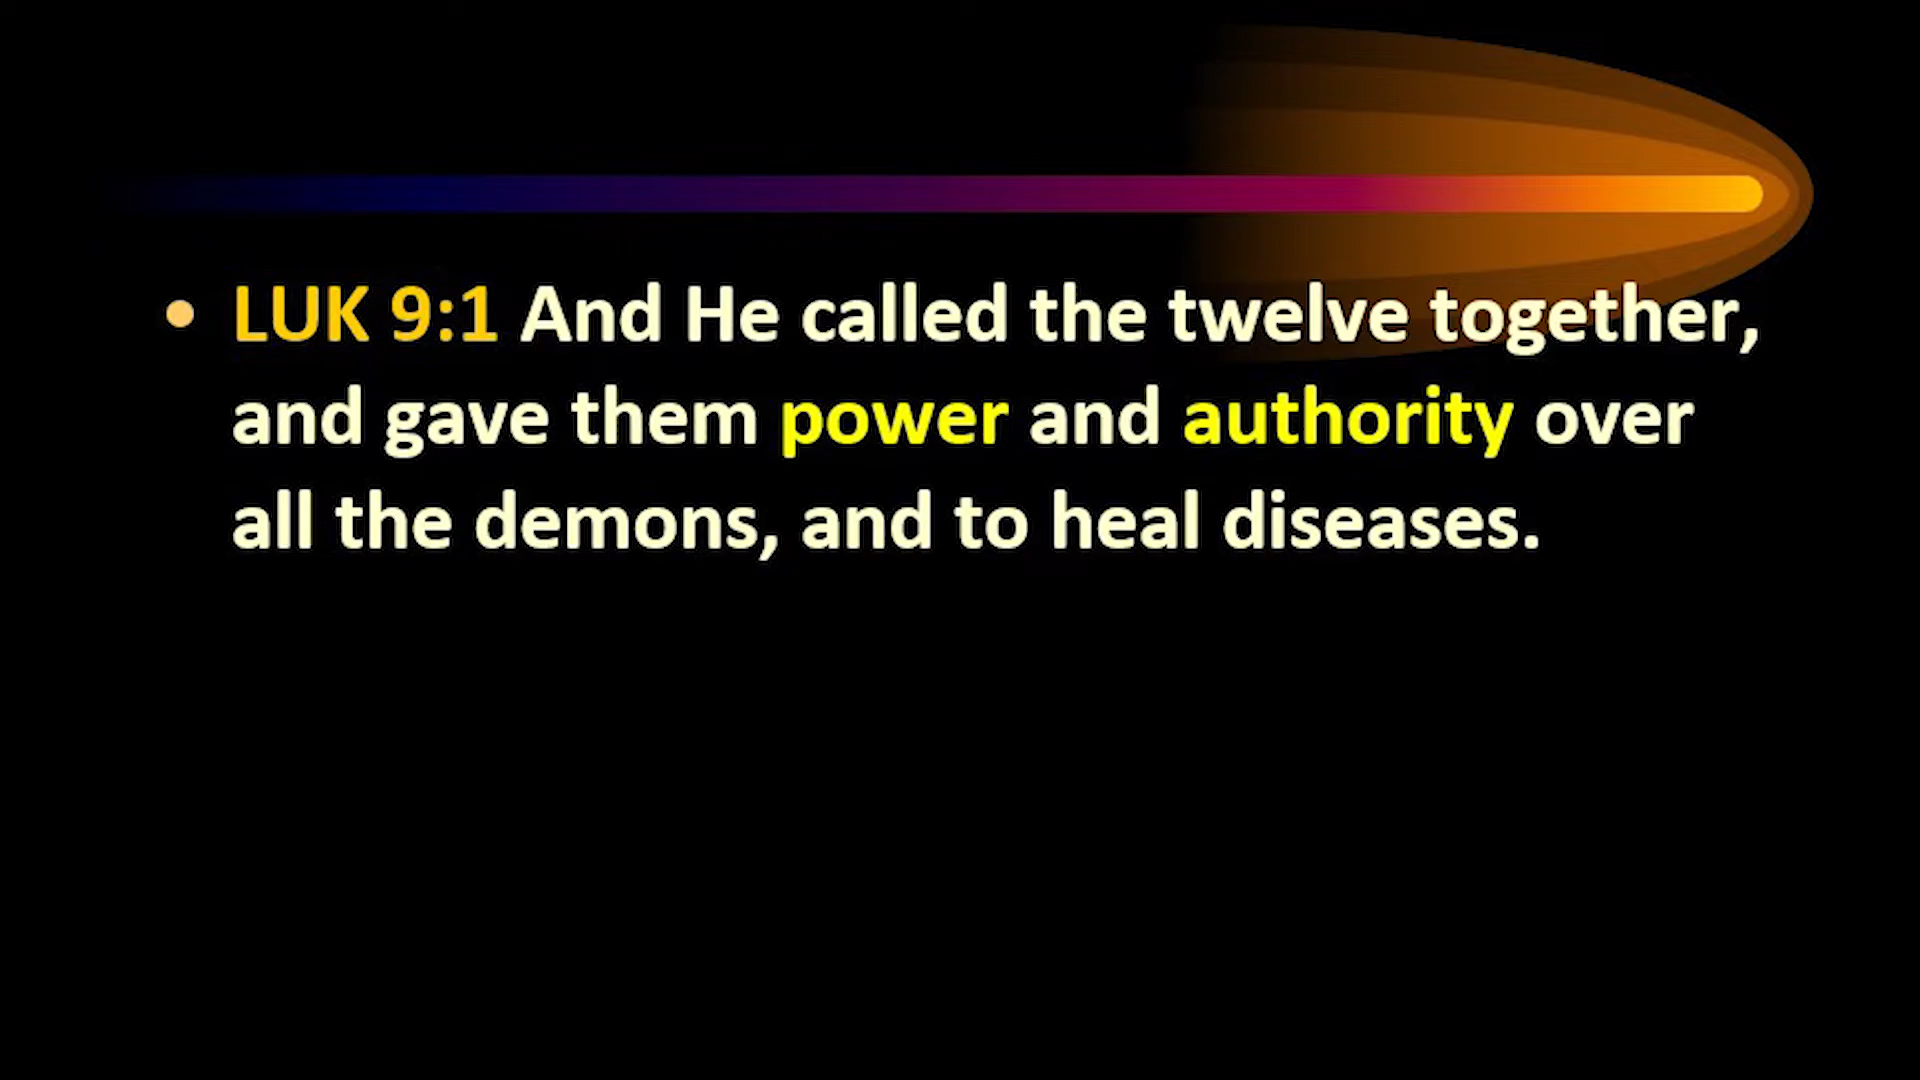 • LUK 9:1 And He called the twelve together,
and gave them power and authority over
all the demons, and to heal diseases.